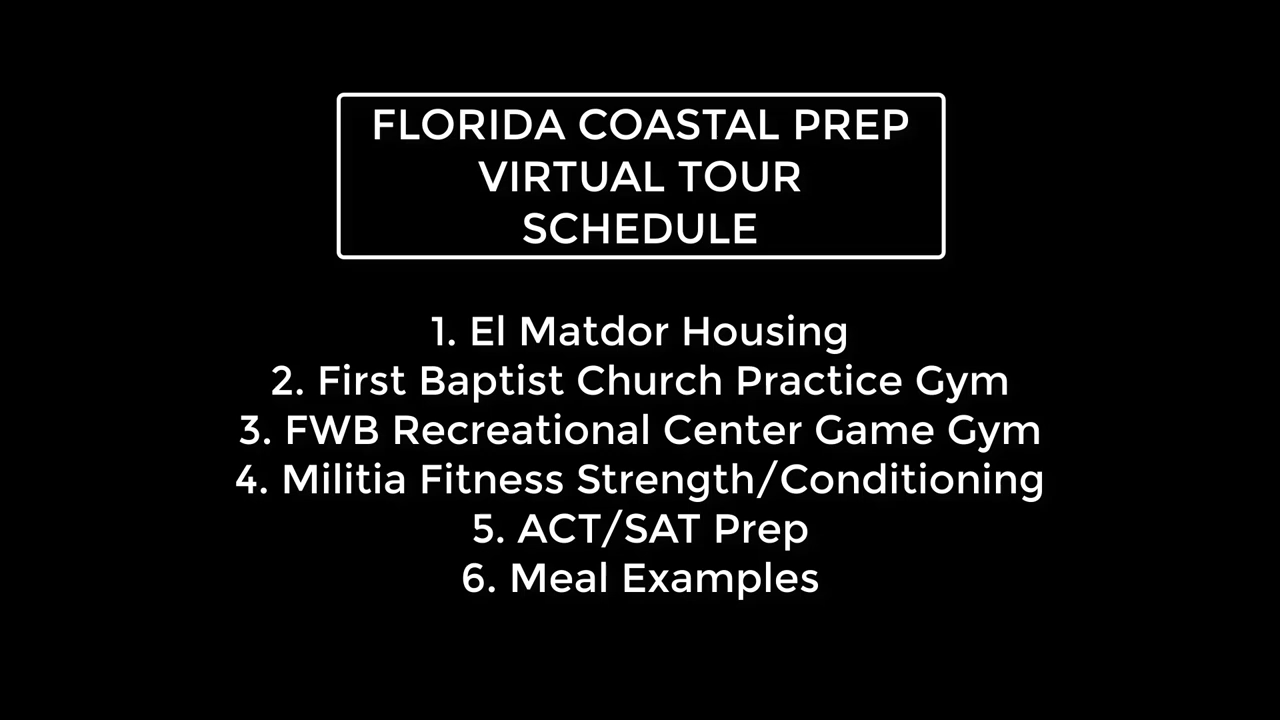 FLORIDA COASTAL PREP
VIRTUAL TOUR
SCHEDULE
1. El Matdor Housing
2. First Baptist Church Practice Gym
3. FWB Recreational Center Game Gym
4. Militia Fitness Strength/Conditioning
5. ACT/SAT Prep
6. Meal Examples